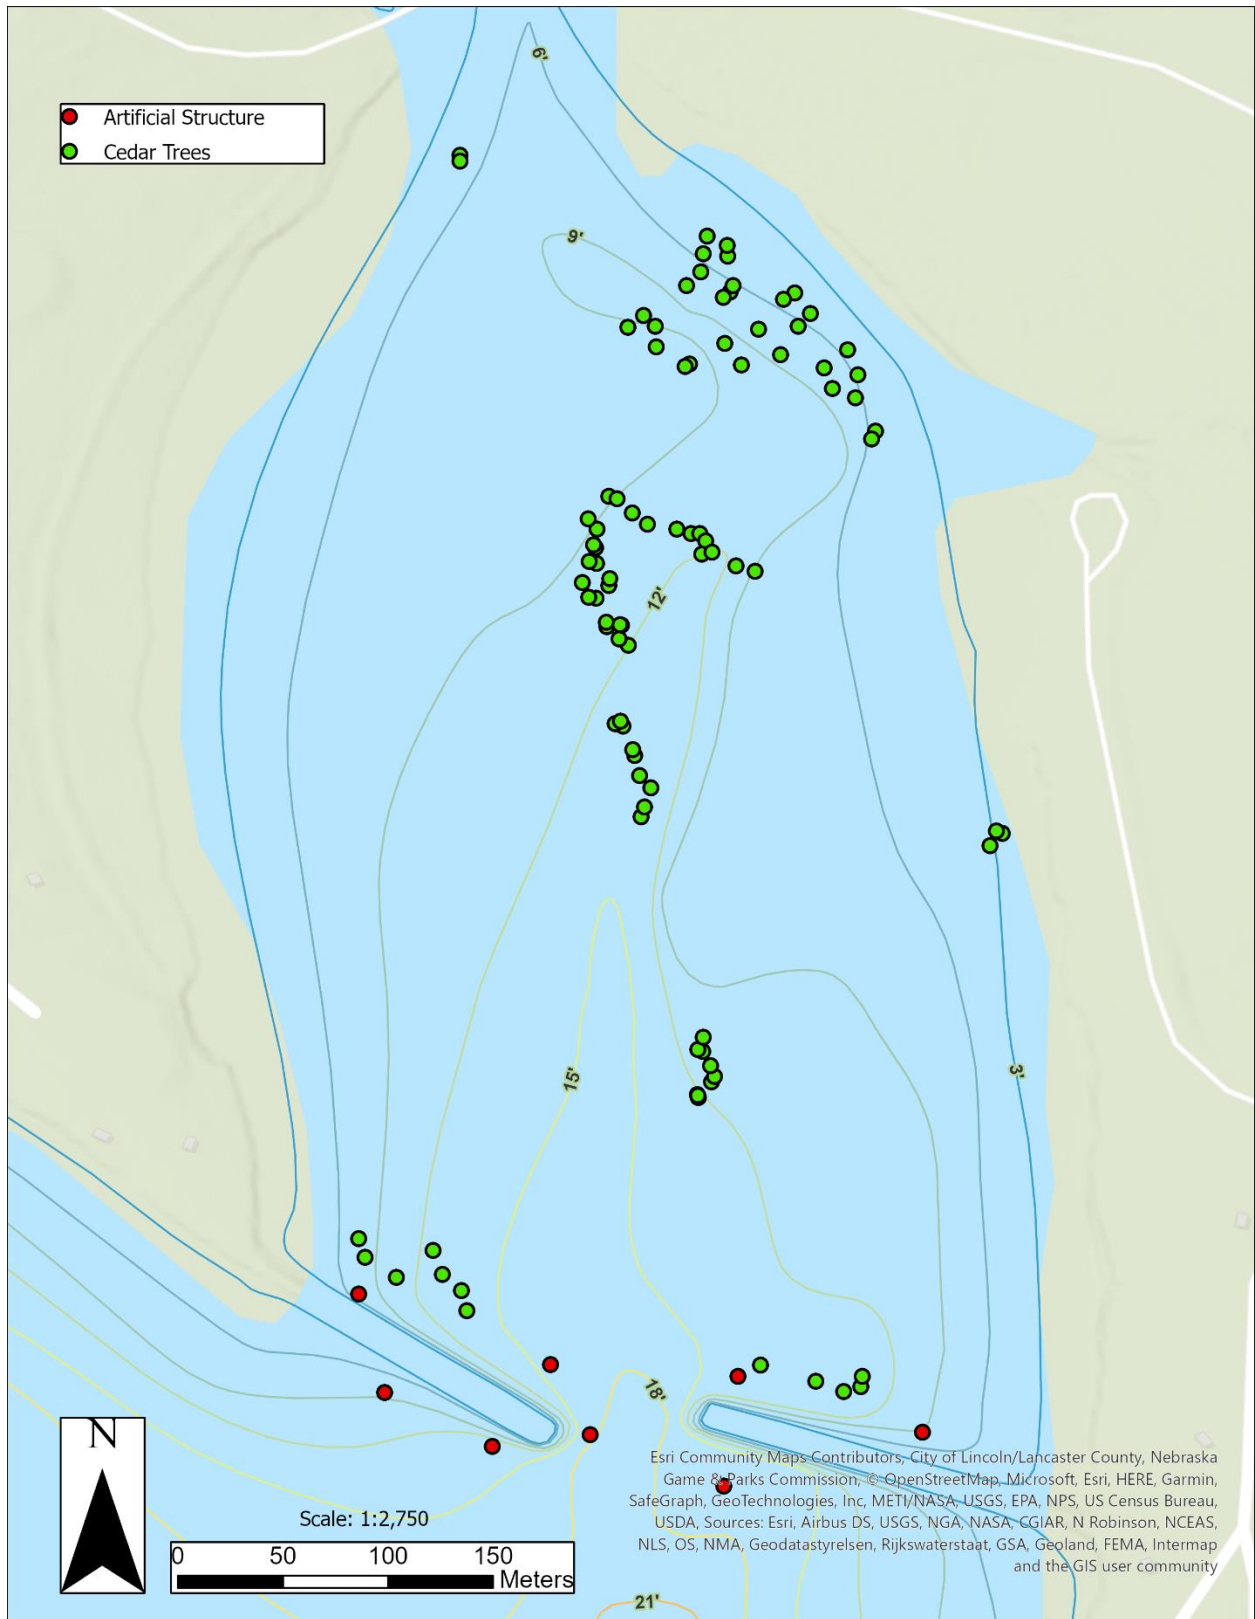 6'
Artificial Structure
Cedar Trees
9'
12'
15'
3'
18'
N
Scale: 1:2,750
0 50 100 150
Meters
Esri Community Maps Contributors, City of Lincoln/Lancaster County, Nebraska
Game & Parks Commission, © OpenStreetMap, Microsoft, Esri, HERE, Garmin,
SafeGraph, GeoTechnologies, Inc, METI/NASA, USGS, EPA, NPS, US Census Bureau,
USDA, Sources: Esri, Airbus DS, USGS, NGA, NASA, CGIAR, N Robinson, NCEAS,
NLS, OS, NMA, Geodatastyrelsen, Rijkswaterstaat, GSA, Geoland, FEMA, Intermap
and the GIS user community
21'